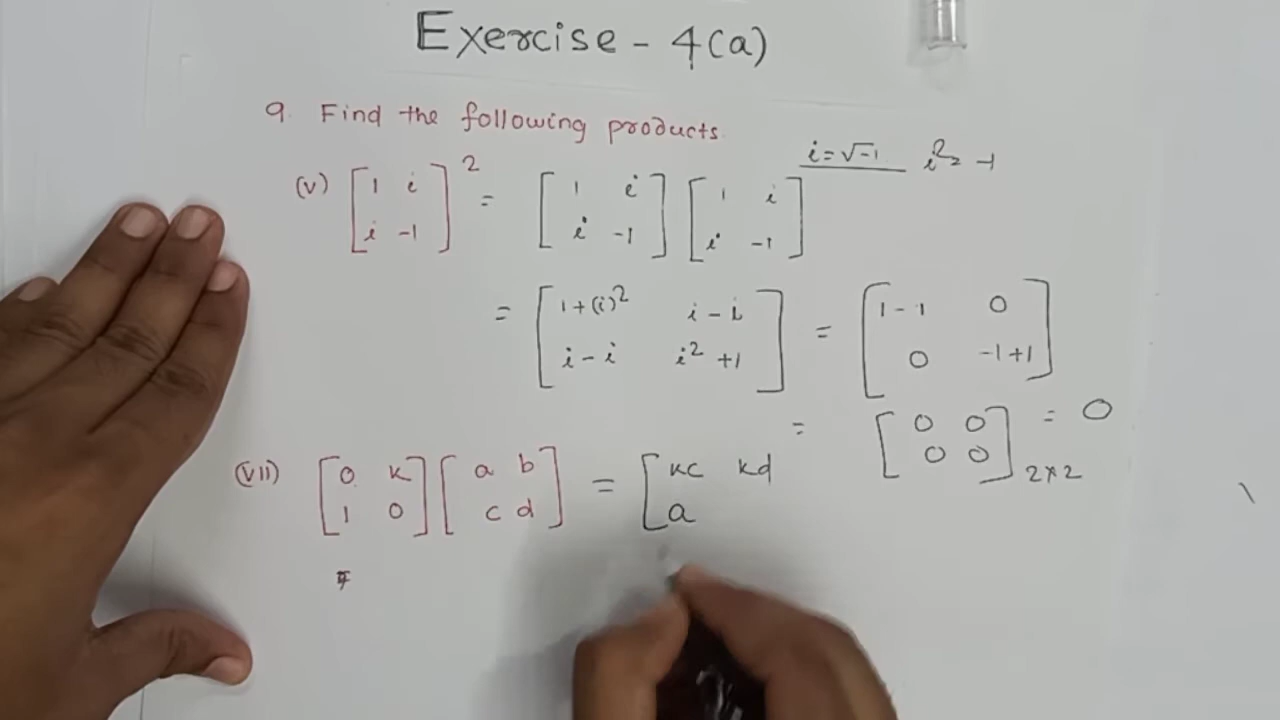 Exercise - 4(a)
9. Find the following products.
i = √-1 i² = -1
(v) [1 i; i -1]² = [1 i; i -1] [1 i; i -1]
= [1+(i)² i-i; i-i i²+1] = [1-1 0; 0 -1+1]
= [0 0; 0 0] 2×2 = 0
(vii) [0 k; 1 0] [a b; c d] = [kc kd; a